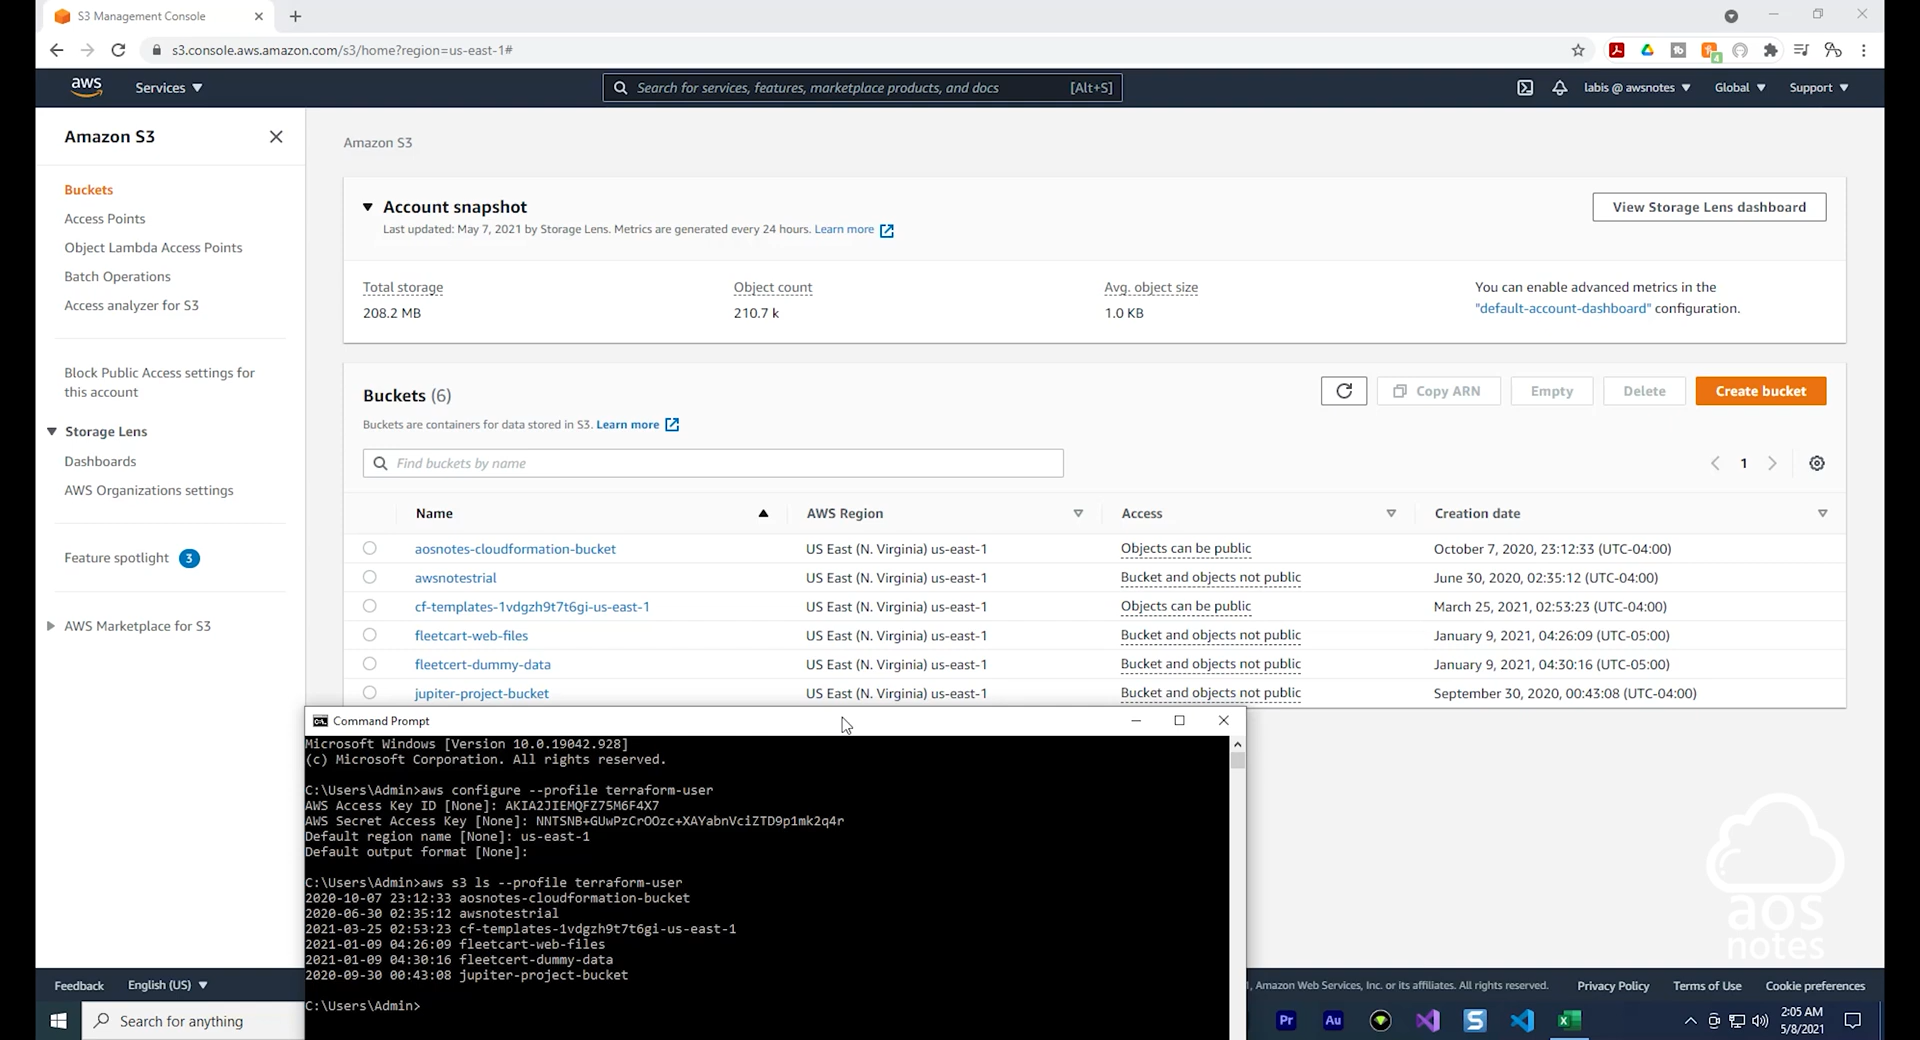 S3 Management Console
s3.console.aws.amazon.com/s3/home?region=us-east-1#
aws
Services
Search for services, features, marketplace products, and docs
[Alt+S]
labis @ awsnotes
Global
Support
Amazon S3
Buckets
Access Points
Object Lambda Access Points
Batch Operations
Access analyzer for S3
Block Public Access settings for
this account
Storage Lens
Dashboards
AWS Organizations settings
Feature spotlight 3
AWS Marketplace for S3
Amazon S3
Account snapshot
Last updated: May 7, 2021 by Storage Lens. Metrics are generated every 24 hours. Learn more
View Storage Lens dashboard
Total storage
208.2 MB
Object count
210.7 k
Avg. object size
1.0 KB
You can enable advanced metrics in the
"default-account-dashboard" configuration.
Buckets (6)
Buckets are containers for data stored in S3. Learn more
Copy ARN
Empty
Delete
Create bucket
Find buckets by name
1
Name AWS Region Access Creation date
aosnotes-cloudformation-bucket US East (N. Virginia) us-east-1 Objects can be public October 7, 2020, 23:12:33 (UTC-04:00)
awsnotestrial US East (N. Virginia) us-east-1 Bucket and objects not public June 30, 2020, 02:35:12 (UTC-04:00)
cf-templates-1vdgzh9t7t6gi-us-east-1 US East (N. Virginia) us-east-1 Objects can be public March 25, 2021, 02:53:23 (UTC-04:00)
fleetcart-web-files US East (N. Virginia) us-east-1 Bucket and objects not public January 9, 2021, 04:26:09 (UTC-05:00)
fleetcert-dummy-data US East (N. Virginia) us-east-1 Bucket and objects not public January 9, 2021, 04:30:16 (UTC-05:00)
jupiter-project-bucket US East (N. Virginia) us-east-1 Bucket and objects not public September 30, 2020, 00:43:08 (UTC-04:00)
Command Prompt
Microsoft Windows [Version 10.0.19042.928]
(c) Microsoft Corporation. All rights reserved.
C:\Users\Admin>aws configure --profile terraform-user
AWS Access Key ID [None]: AKIA2JIEMQFZ75M6F4X7
AWS Secret Access Key [None]: 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
Default region name [None]: us-east-1
Default output format [None]:
C:\Users\Admin>aws s3 ls --profile terraform-user
2020-10-07 23:12:33 aosnotes-cloudformation-bucket
2020-06-30 02:35:12 awsnotestrial
2021-03-25 02:53:23 cf-templates-1vdgzh9t7t6gi-us-east-1
2021-01-09 04:26:09 fleetcart-web-files
2021-01-09 04:30:16 fleetcert-dummy-data
2020-09-30 00:43:08 jupiter-project-bucket
C:\Users\Admin>
aos
notes
Feedback
English (US)
1, Amazon Web Services, Inc. or its affiliates. All rights reserved.
Privacy Policy
Terms of Use
Cookie preferences
Search for anything
Pr
Au
2:05 AM
5/8/2021